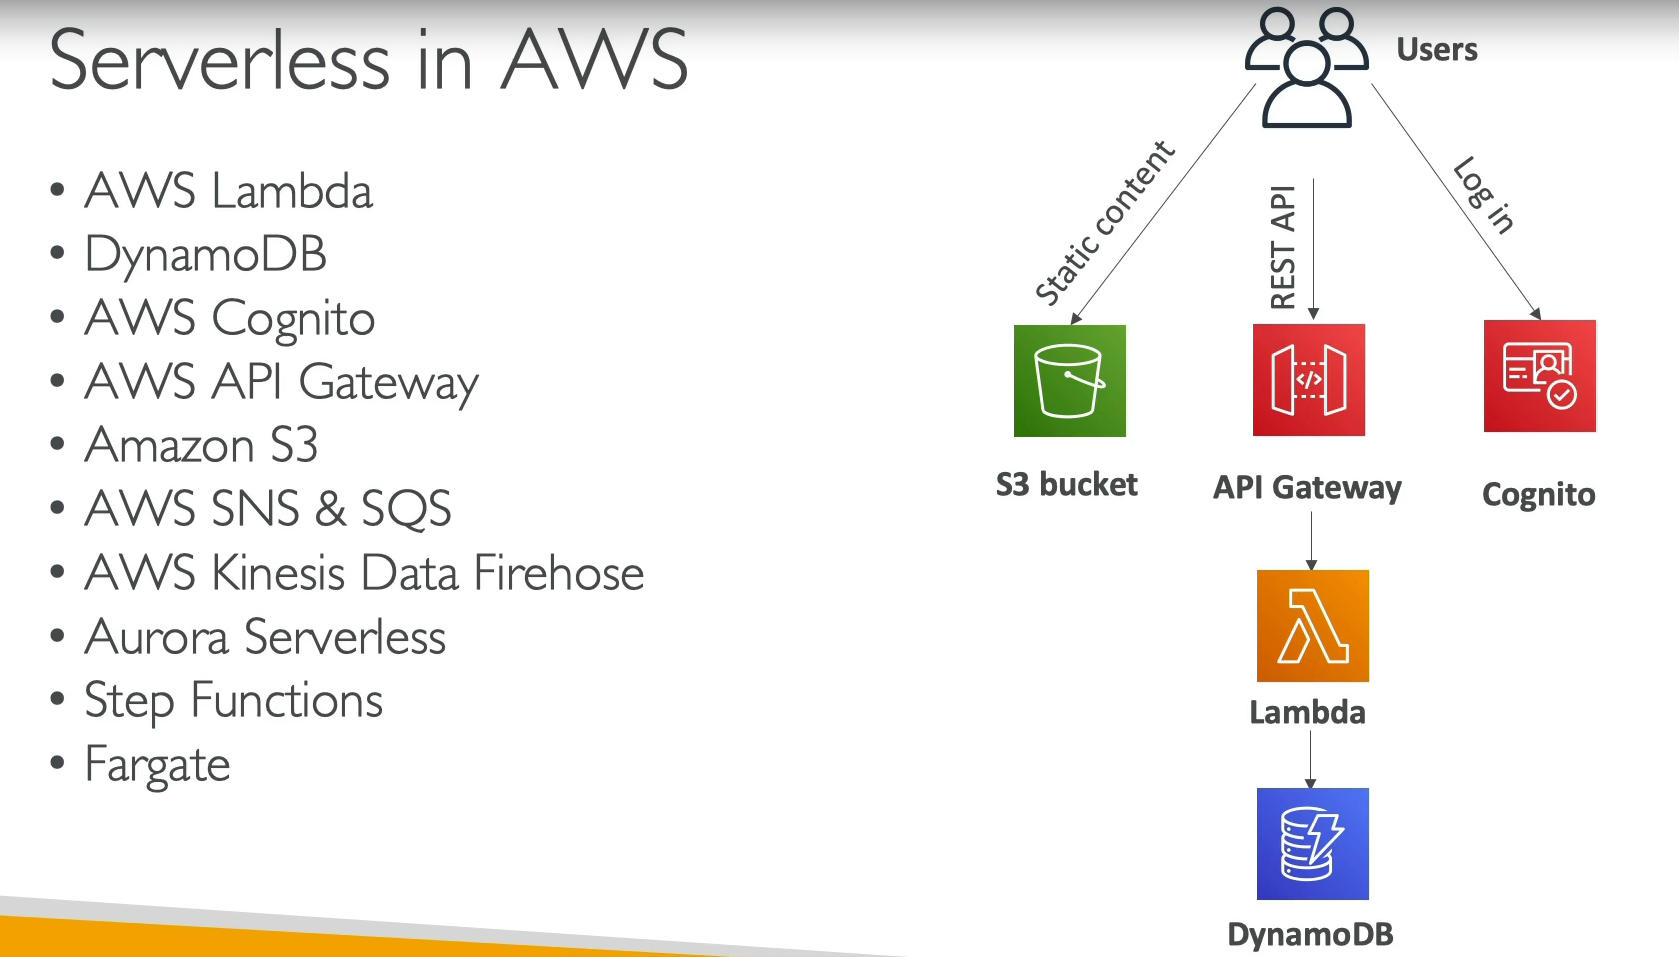 Serverless in AWS
• AWS Lambda
• DynamoDB
• AWS Cognito
• AWS API Gateway
• Amazon S3
• AWS SNS & SQS
• AWS Kinesis Data Firehose
• Aurora Serverless
• Step Functions
• Fargate
Users
Static content
REST API
Log in
S3 bucket
API Gateway
Cognito
Lambda
DynamoDB